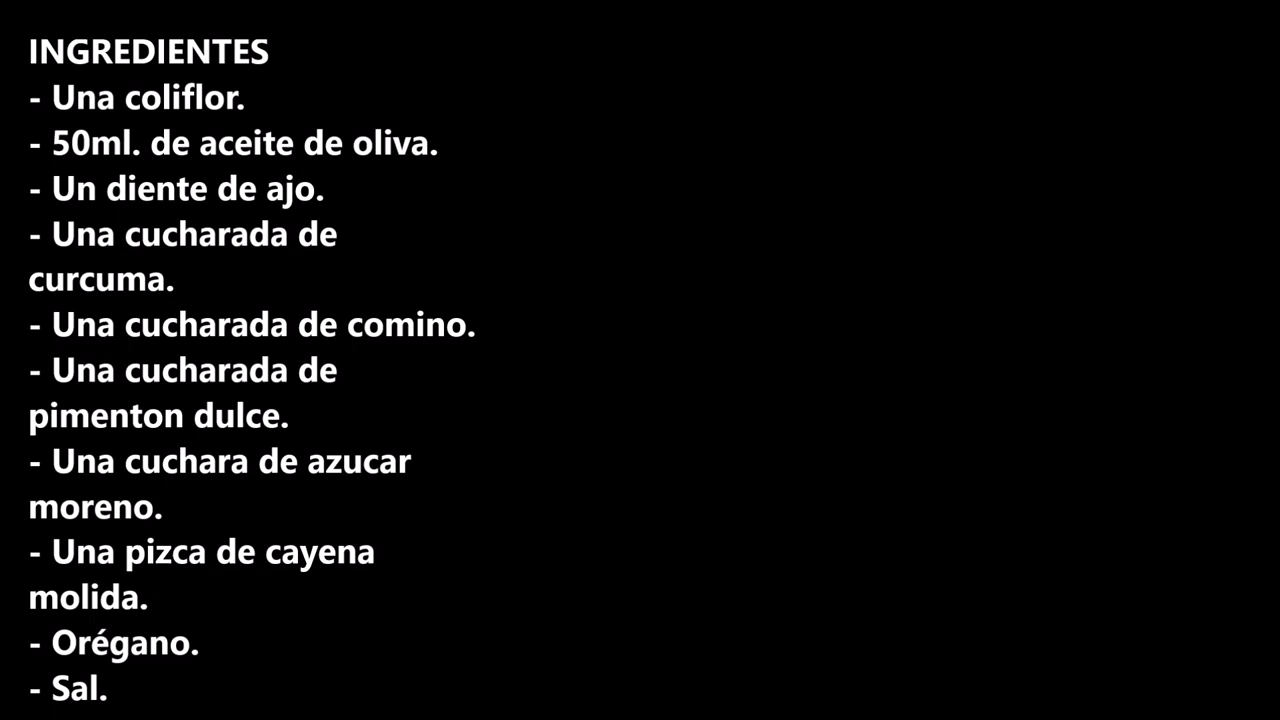 INGREDIENTES
- Una coliflor.
- 50ml. de aceite de oliva.
- Un diente de ajo.
- Una cucharada de
curcuma.
- Una cucharada de comino.
- Una cucharada de
pimenton dulce.
- Una cuchara de azucar
moreno.
- Una pizca de cayena
molida.
- Orégano.
- Sal.